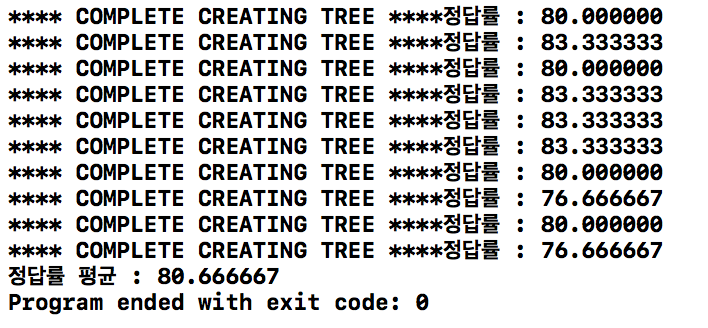 **** COMPLETE CREATING TREE ****정답률 : 80.000000
**** COMPLETE CREATING TREE ****정답률 : 83.333333
**** COMPLETE CREATING TREE ****정답률 : 80.000000
**** COMPLETE CREATING TREE ****정답률 : 83.333333
**** COMPLETE CREATING TREE ****정답률 : 83.333333
**** COMPLETE CREATING TREE ****정답률 : 83.333333
**** COMPLETE CREATING TREE ****정답률 : 80.000000
**** COMPLETE CREATING TREE ****정답률 : 76.666667
**** COMPLETE CREATING TREE ****정답률 : 80.000000
**** COMPLETE CREATING TREE ****정답률 : 76.666667
정답률 평균 : 80.666667
Program ended with exit code: 0